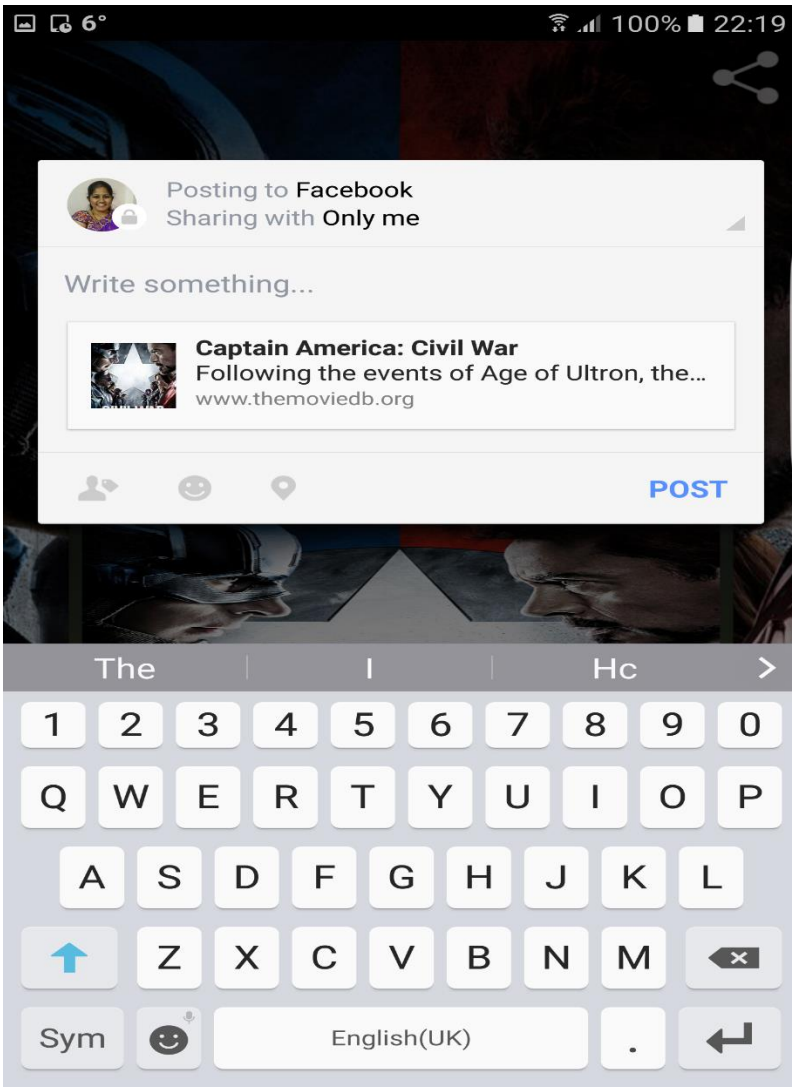 6° 100% 22:19
Posting to Facebook
Sharing with Only me
Write something...
Captain America: Civil War
Following the events of Age of Ultron, the...
www.themoviedb.org
POST
The I Hc
1 2 3 4 5 6 7 8 9 0
Q W E R T Y U I O P
A S D F G H J K L
Z X C V B N M
Sym English(UK) .